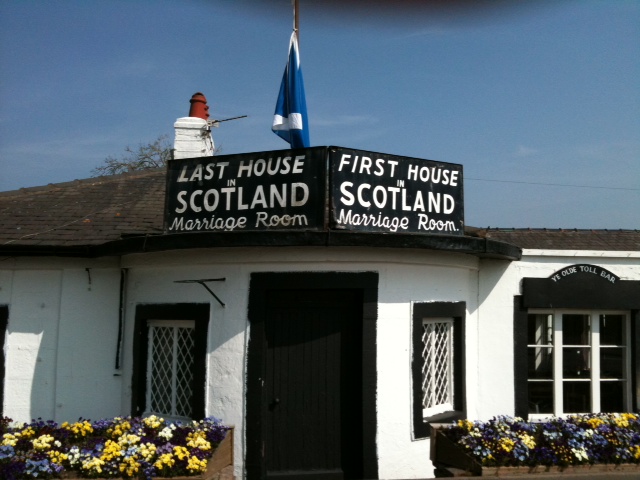 LAST HOUSE
IN
SCOTLAND
Marriage Room
FIRST HOUSE
IN
SCOTLAND
Marriage Room.
YE OLDE TOLL BAR